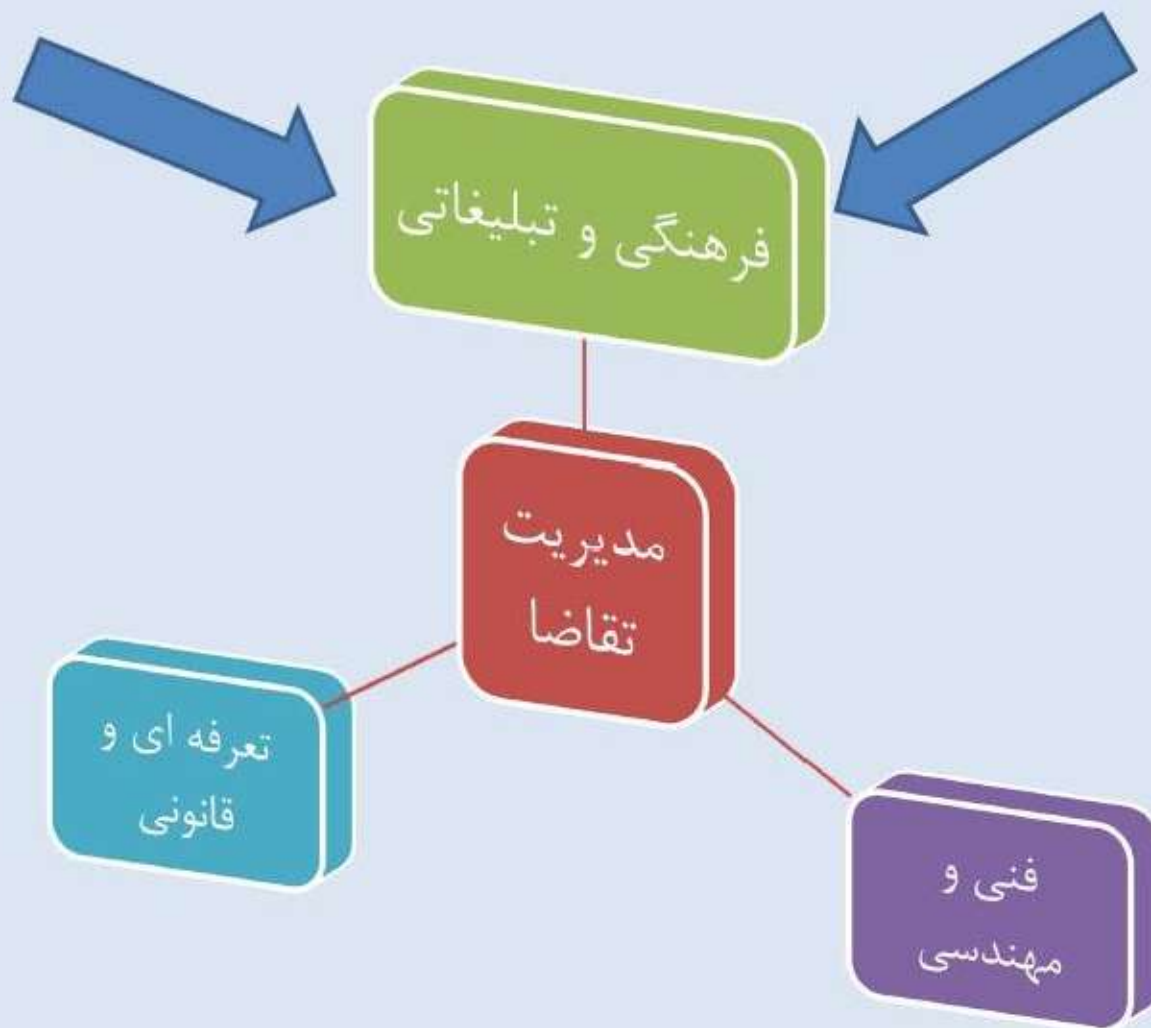 فرهنگی و تبلیغاتی
مدیریت
تقاضا
تعرفه ای و
قانونی
فنی و
مهندسی